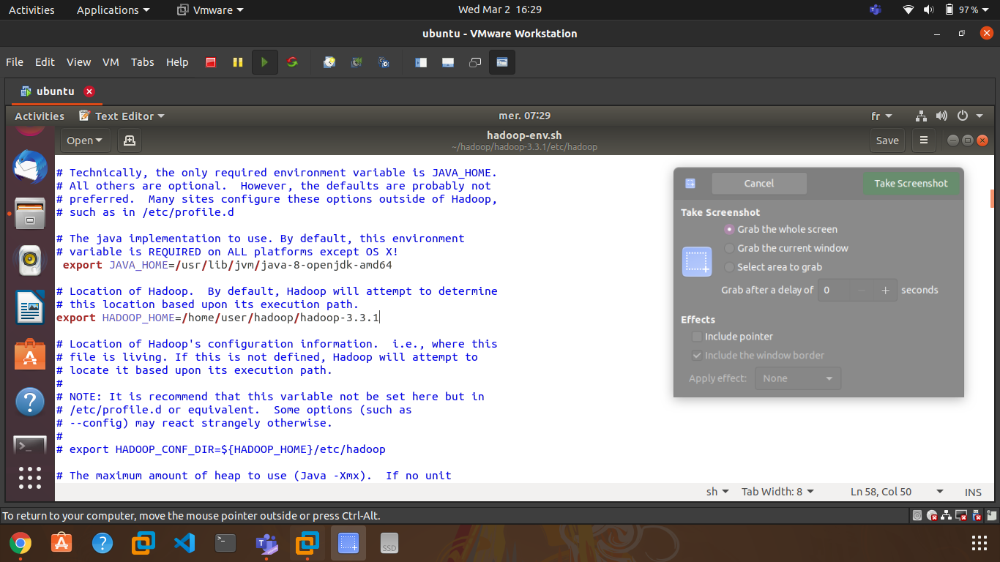 Activities Applications Vmware Wed Mar 2 16:29 97 %
ubuntu - VMware Workstation
File Edit View VM Tabs Help
ubuntu
Activities Text Editor mer. 07:29 fr
Open hadoop-env.sh Save
~/hadoop/hadoop-3.3.1/etc/hadoop
# Technically, the only required environment variable is JAVA_HOME.
# All others are optional.  However, the defaults are probably not
# preferred.  Many sites configure these options outside of Hadoop,
# such as in /etc/profile.d
# The java implementation to use. By default, this environment
# variable is REQUIRED on ALL platforms except OS X!
export JAVA_HOME=/usr/lib/jvm/java-8-openjdk-amd64
# Location of Hadoop.  By default, Hadoop will attempt to determine
# this location based upon its execution path.
export HADOOP_HOME=/home/user/hadoop/hadoop-3.3.1
# Location of Hadoop's configuration information.  i.e., where this
# file is living. If this is not defined, Hadoop will attempt to
# locate it based upon its execution path.
#
# NOTE: It is recommend that this variable not be set here but in
# /etc/profile.d or equivalent.  Some options (such as
# --config) may react strangely otherwise.
#
# export HADOOP_CONF_DIR=${HADOOP_HOME}/etc/hadoop
# The maximum amount of heap to use (Java -Xmx).  If no unit
Cancel Take Screenshot
Take Screenshot
Grab the whole screen
Grab the current window
Select area to grab
Grab after a delay of 0 − + seconds
Effects
Include pointer
Include the window border
Apply effect: None
sh Tab Width: 8 Ln 58, Col 50 INS
To return to your computer, move the mouse pointer outside or press Ctrl-Alt.
SSD